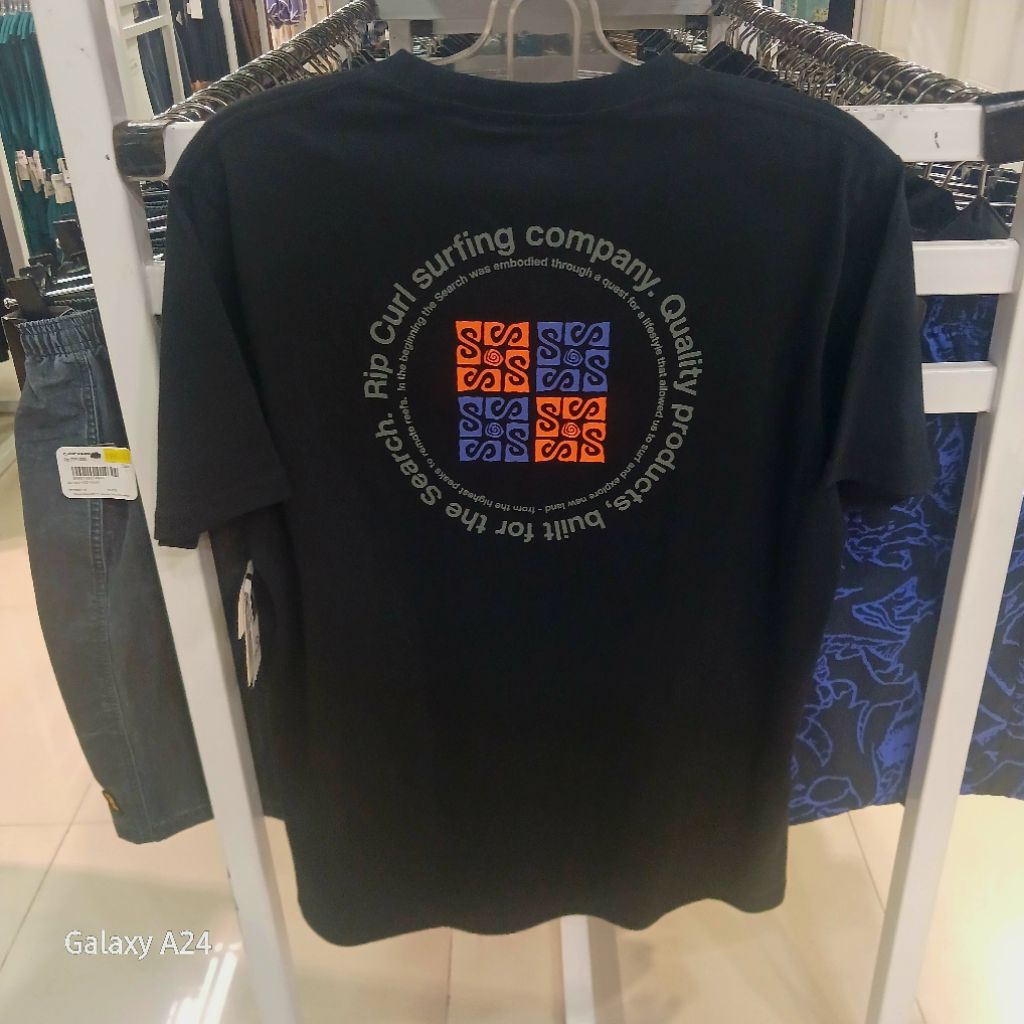 Rip Curl surfing company. Quality products, built for the Search.
In the beginning the Search was embodied through a quest for a lifestyle that allowed us to surf and explore new land - from the highest peaks to remote reefs.
Galaxy A24